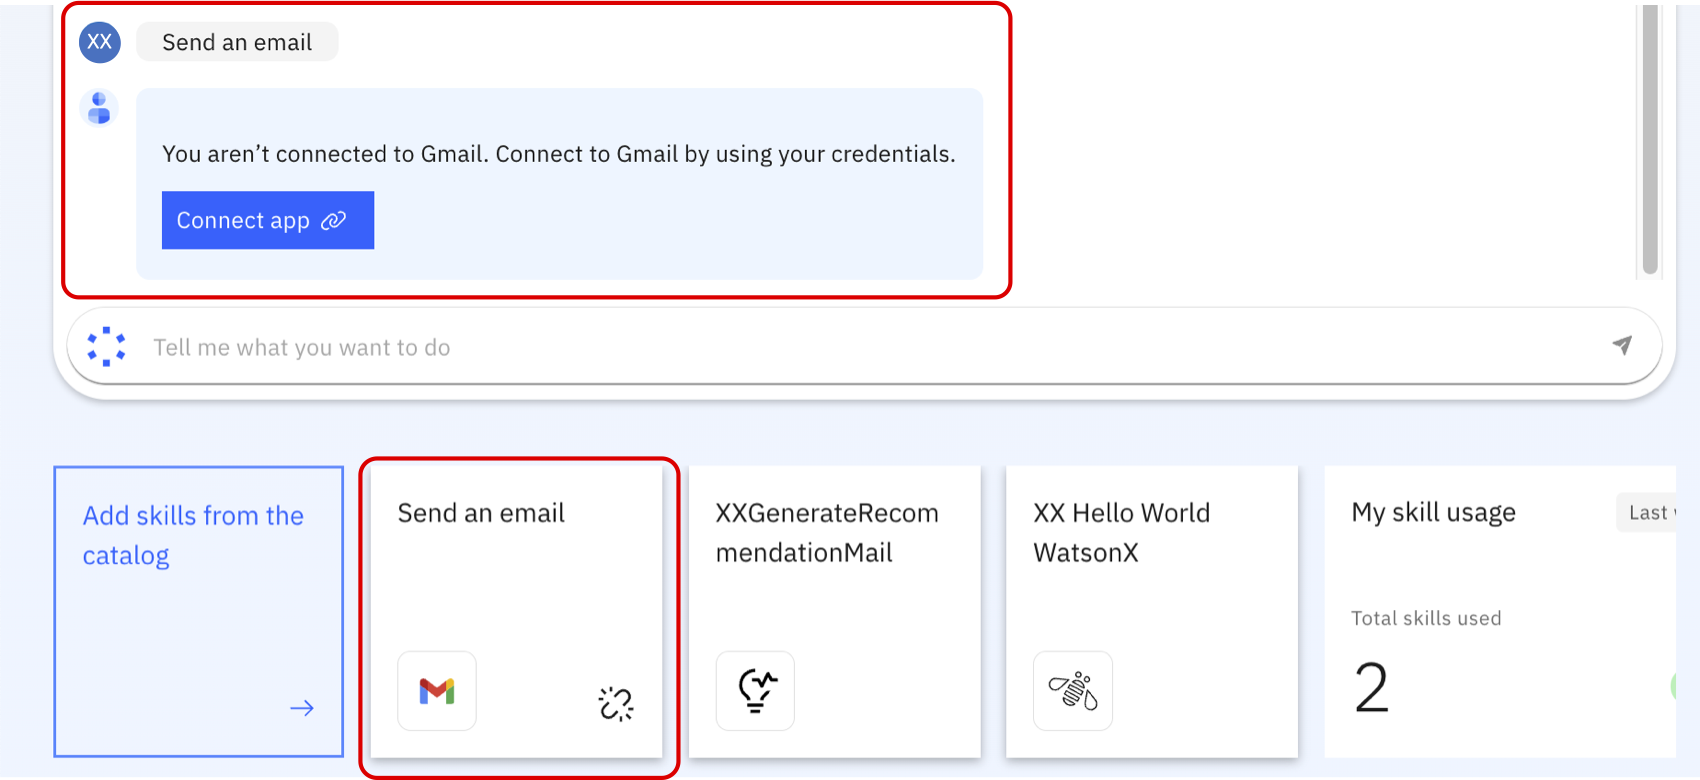 XX
Send an email
You aren’t connected to Gmail. Connect to Gmail by using your credentials.
Connect app
Tell me what you want to do
Add skills from the
catalog
Send an email
XXGenerateRecom
mendationMail
XX Hello World
WatsonX
My skill usage
Last
Total skills used
2